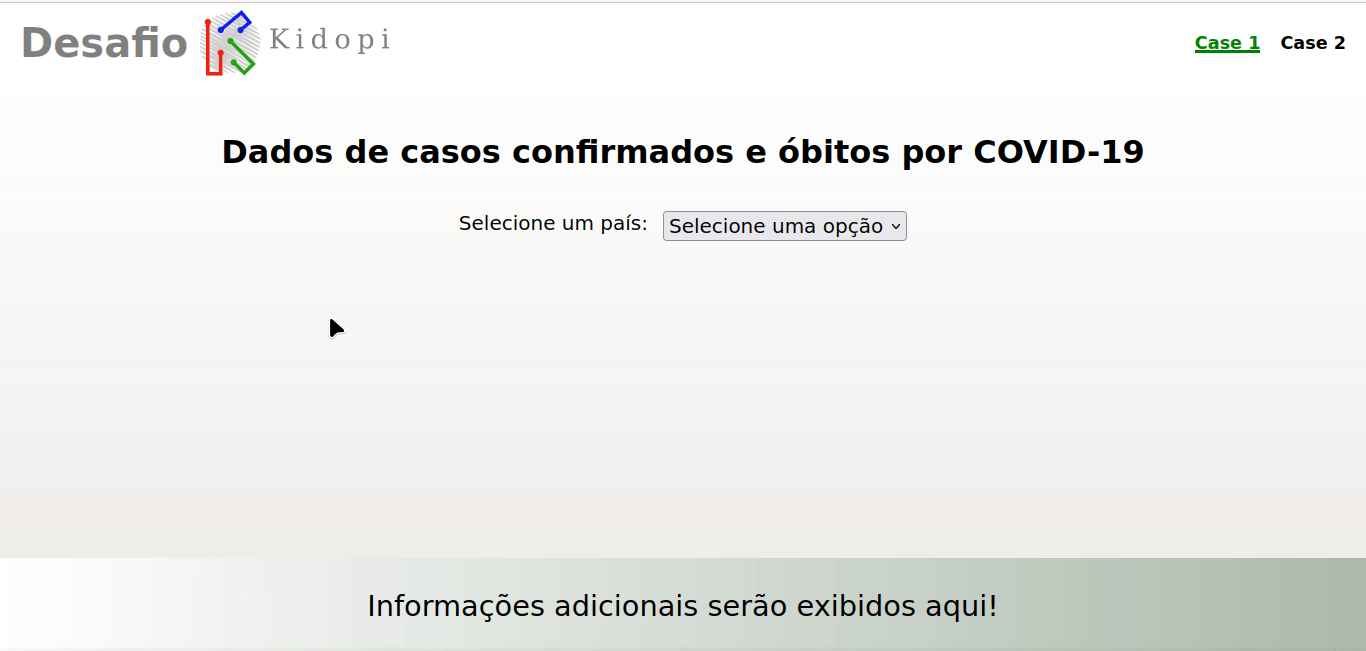 Desafio Kidopi Case 1 Case 2
Dados de casos confirmados e óbitos por COVID-19
Selecione um país: Selecione uma opção
Informações adicionais serão exibidos aqui!